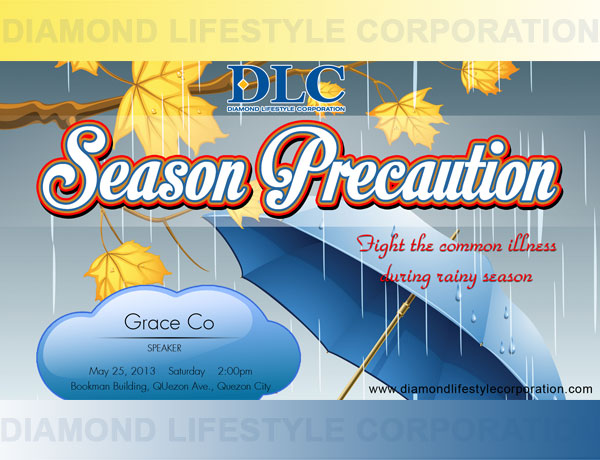 DIAMOND LIFESTYLE CORPORATION
DLC
DIAMOND LIFESTYLE CORPORATION
Season Precaution
Fight the common illness
during rainy season
Grace Co
SPEAKER
May 25, 2013 Saturday 2:00pm
Bookman Building, QUezon Ave., Quezon City
www.diamondlifestylecorporation.com
DIAMOND LIFESTYLE CORPORATION